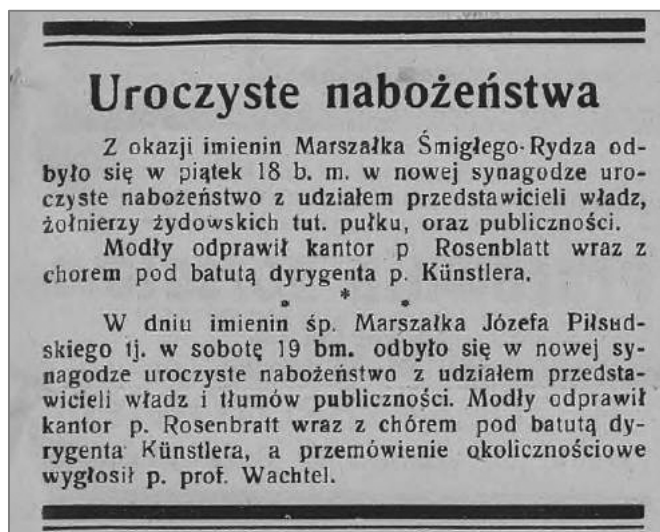 Uroczyste nabożeństwa
Z okazji imienin Marszałka Śmigłego-Rydza od-
było się w piątek 18 b. m. w nowej synagodze uro-
czyste nabożeństwo z udziałem przedstawicieli władz,
żołnierzy żydowskich tut. pułku, oraz publiczności.
Modły odprawił kantor p Rosenblatt wraz z
chorem pod batutą dyrygenta p. Künstlera.
* * *
W dniu imienin śp. Marszałka Józefa Piłsud-
skiego tj. w sobotę 19 bm. odbyło się w nowej sy-
nagodze uroczyste nabożeństwo z udziałem przedsta-
wicieli władz i tłumów publiczności. Modły odprawił
kantor p. Rosenbratt wraz z chórem pod batutą dy-
rygenta Künstlera, a przemówienie okolicznościowe
wygłosił p. prof. Wachtel.